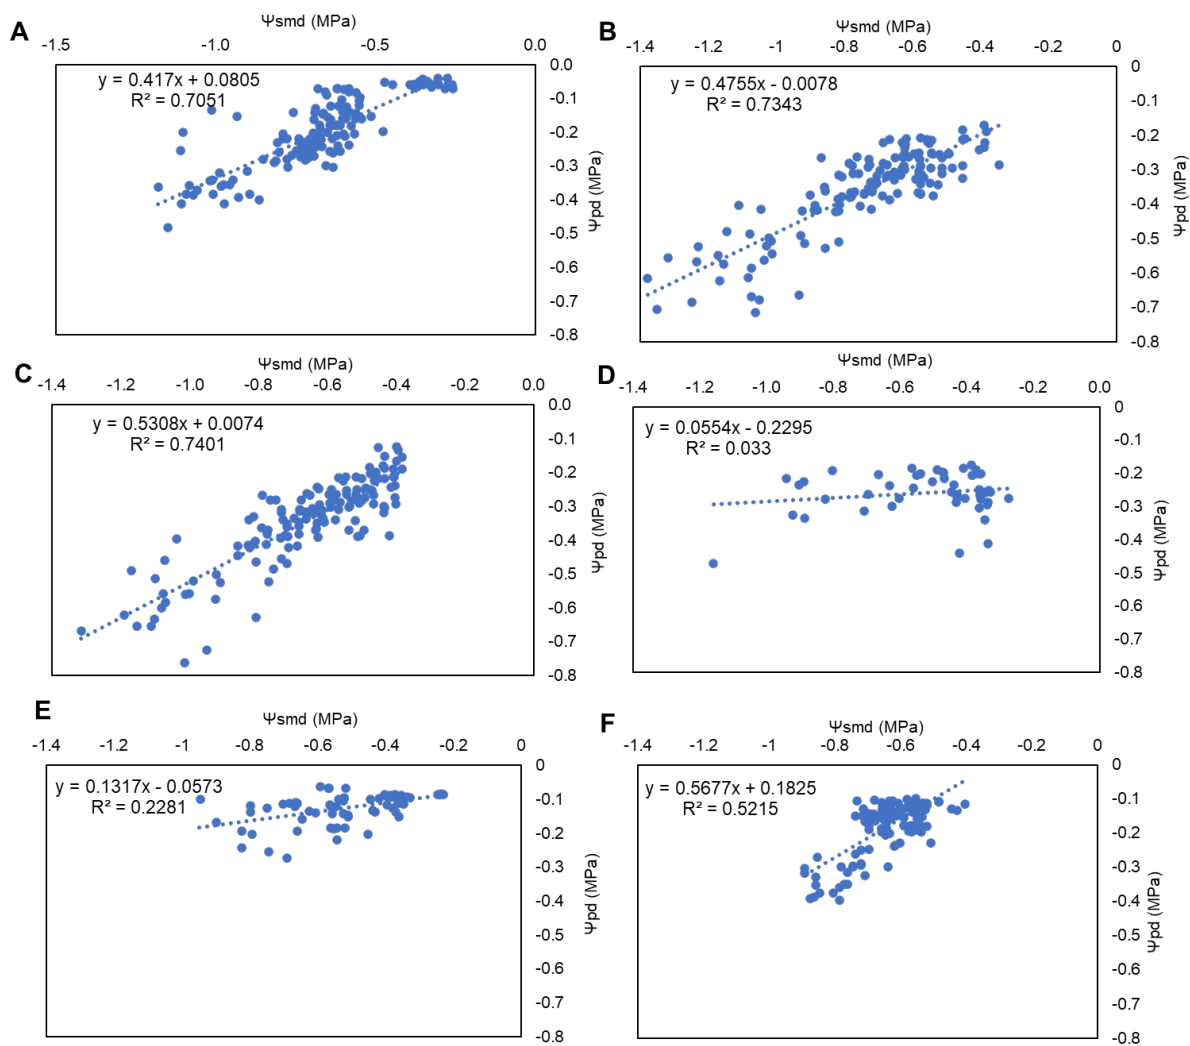 A
Ψsmd (MPa)
-1.5 -1.0 -0.5 0.0
y = 0.417x + 0.0805
R² = 0.7051
0.0
-0.1
-0.2
-0.3
-0.4
-0.5
-0.6
-0.7
-0.8
Ψpd (MPa)
B
Ψsmd (MPa)
-1.4 -1.2 -1 -0.8 -0.6 -0.4 -0.2 0
y = 0.4755x - 0.0078
R² = 0.7343
0
-0.1
-0.2
-0.3
-0.4
-0.5
-0.6
-0.7
-0.8
Ψpd (MPa)
C
Ψsmd (MPa)
-1.4 -1.2 -1.0 -0.8 -0.6 -0.4 -0.2 0.0
y = 0.5308x + 0.0074
R² = 0.7401
0.0
-0.1
-0.2
-0.3
-0.4
-0.5
-0.6
-0.7
-0.8
Ψpd (MPa)
D
Ψsmd (MPa)
-1.4 -1.2 -1.0 -0.8 -0.6 -0.4 -0.2 0.0
y = 0.0554x - 0.2295
R² = 0.033
0
-0.1
-0.2
-0.3
-0.4
-0.5
-0.6
-0.7
-0.8
Ψpd (MPa)
E
Ψsmd (MPa)
-1.4 -1.2 -1 -0.8 -0.6 -0.4 -0.2 0
y = 0.1317x - 0.0573
R² = 0.2281
0
-0.1
-0.2
-0.3
-0.4
-0.5
-0.6
-0.7
-0.8
Ψpd (MPa)
F
Ψsmd (MPa)
-1.4 -1.2 -1 -0.8 -0.6 -0.4 -0.2 0
y = 0.5677x + 0.1825
R² = 0.5215
0
-0.1
-0.2
-0.3
-0.4
-0.5
-0.6
-0.7
-0.8
Ψpd (MPa)